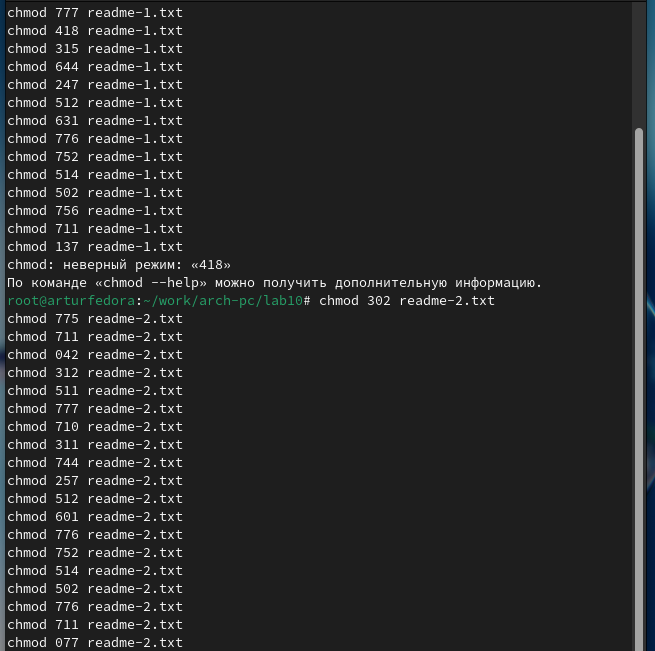 chmod 777 readme-1.txt
chmod 418 readme-1.txt
chmod 315 readme-1.txt
chmod 644 readme-1.txt
chmod 247 readme-1.txt
chmod 512 readme-1.txt
chmod 631 readme-1.txt
chmod 776 readme-1.txt
chmod 752 readme-1.txt
chmod 514 readme-1.txt
chmod 502 readme-1.txt
chmod 756 readme-1.txt
chmod 711 readme-1.txt
chmod 137 readme-1.txt
chmod: неверный режим: «418»
По команде «chmod --help» можно получить дополнительную информацию.
root@arturfedora:~/work/arch-pc/lab10# chmod 302 readme-2.txt
chmod 775 readme-2.txt
chmod 711 readme-2.txt
chmod 042 readme-2.txt
chmod 312 readme-2.txt
chmod 511 readme-2.txt
chmod 777 readme-2.txt
chmod 710 readme-2.txt
chmod 311 readme-2.txt
chmod 744 readme-2.txt
chmod 257 readme-2.txt
chmod 512 readme-2.txt
chmod 601 readme-2.txt
chmod 776 readme-2.txt
chmod 752 readme-2.txt
chmod 514 readme-2.txt
chmod 502 readme-2.txt
chmod 776 readme-2.txt
chmod 711 readme-2.txt
chmod 077 readme-2.txt